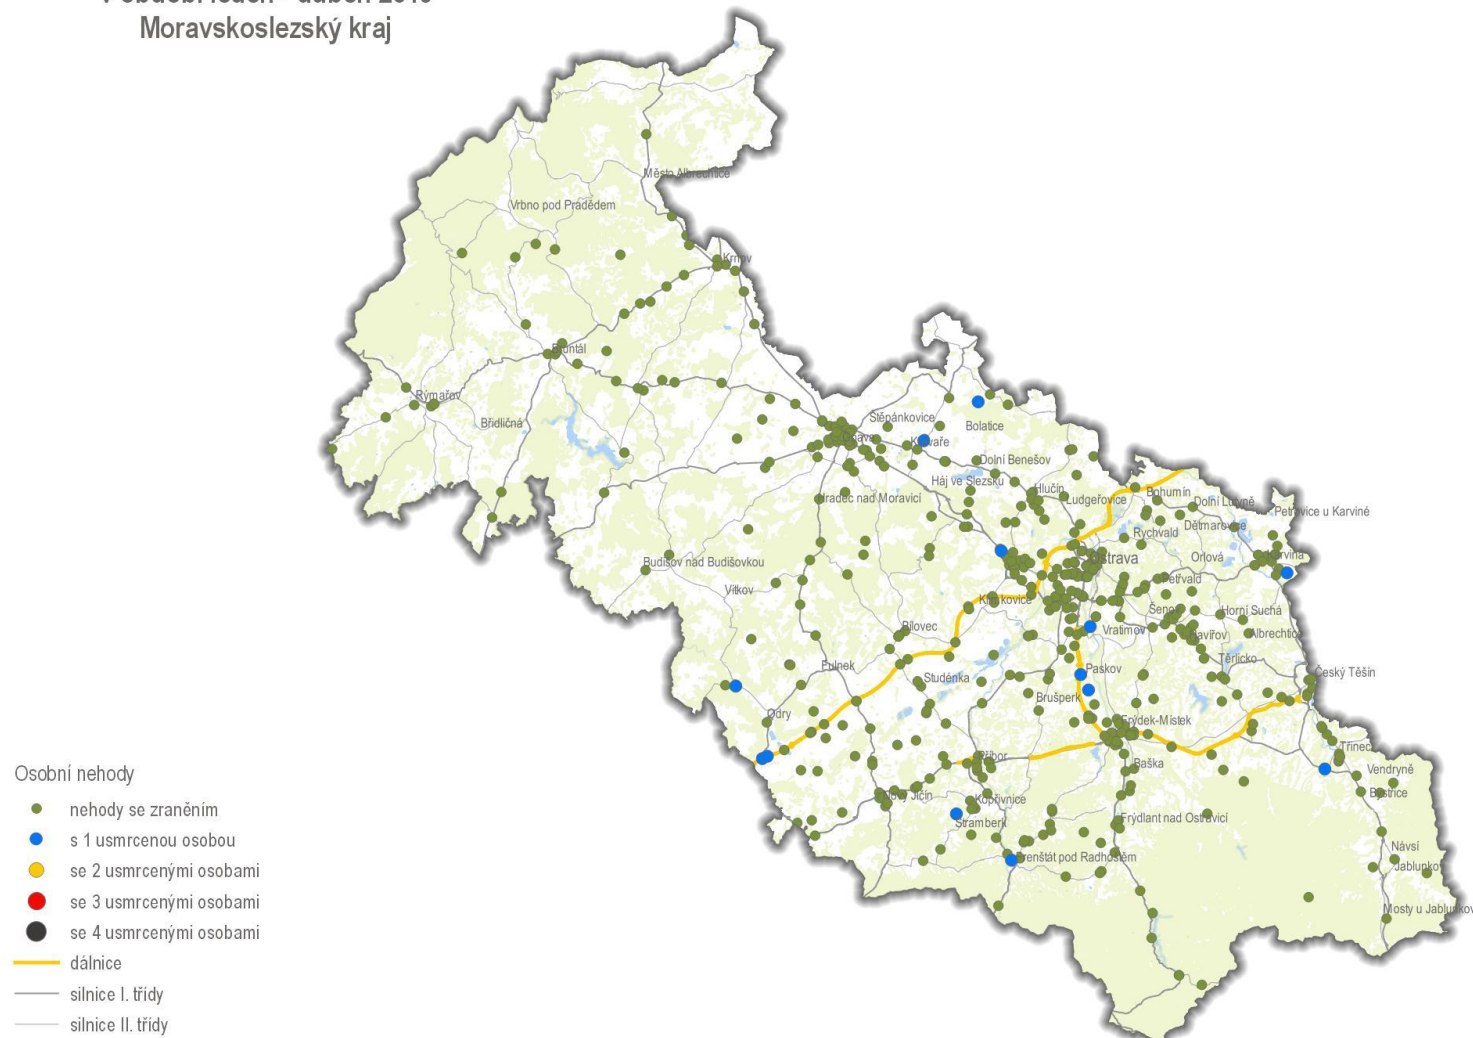 Moravskoslezský kraj
Město Albrechtice
Vrbno pod Pradědem
Krnov
Bruntál
Rýmařov
Břidličná
Štěpánkovice
Bolatice
Opava
Kravaře
Dolní Benešov
Háj ve Slezsku
Hlučín
Ludgeřovice
Bohumín
Dolní Lutyně
Petrovice u Karviné
Hradec nad Moravicí
Dětmarovice
Rychvald
Orlová
Karviná
Ostrava
Budišov nad Budišovkou
Vítkov
Petřvald
Klimkovice
Šenov
Horní Suchá
Bílovec
Vratimov
Havířov
Albrechtice
Těrlicko
Fulnek
Studénka
Paskov
Český Těšín
Brušperk
Odry
Frýdek-Místek
Třinec
Příbor
Baška
Vendryně
Bystřice
Nový Jičín
Kopřivnice
Štramberk
Frýdlant nad Ostravicí
Návsí
Frenštát pod Radhoštěm
Jablunkov
Mosty u Jablunkov
Osobní nehody
nehody se zraněním
s 1 usmrcenou osobou
se 2 usmrcenými osobami
se 3 usmrcenými osobami
se 4 usmrcenými osobami
dálnice
silnice I. třídy
silnice II. třídy